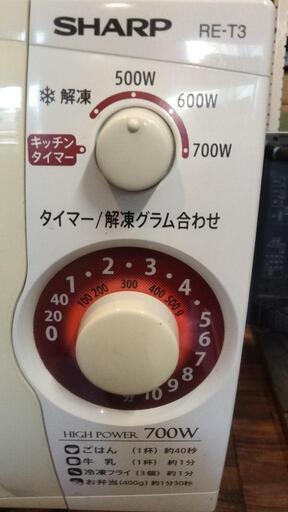 SHARP RE-T3
500W
❄解凍 600W
キッチンタイマー 700W
タイマー/解凍グラム合わせ
1・2・3・4・5・6・7・8・9・10分
40
20
0
100 200 300 400 500g
HIGH POWER 700W
ごはん (1杯) 約40秒
牛乳 (1杯) 約1分
冷凍フライ (3個) 約1分
お弁当(400g) 約1分30秒